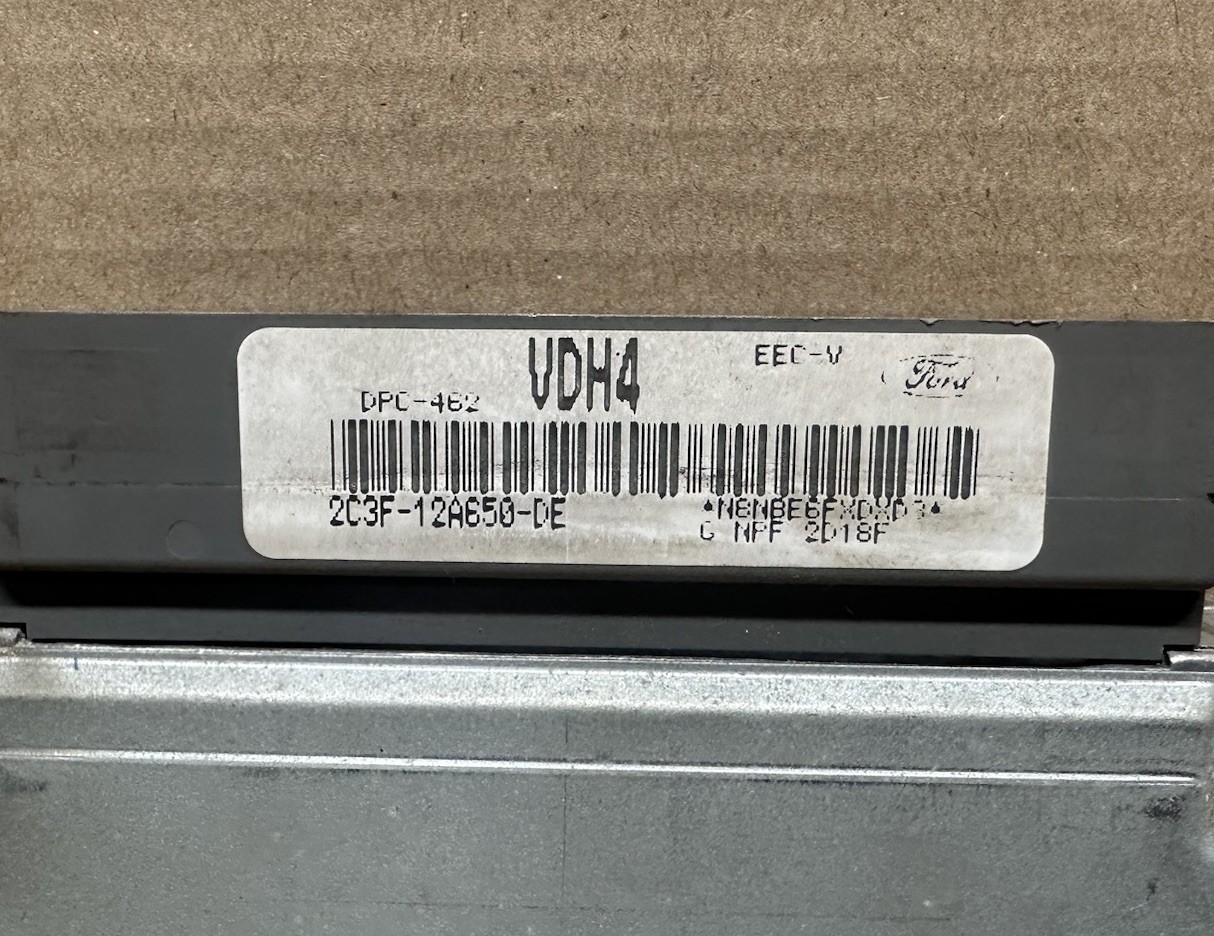 VDH4
EEC-V
Ford
DPC-462
2C3F-12A650-DE
G NPF 2D18F